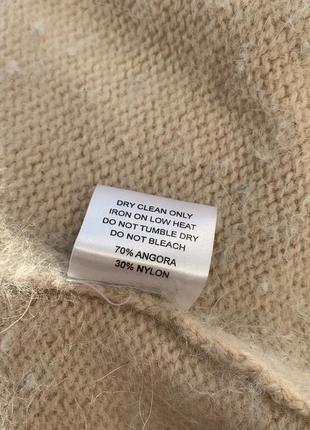 DRY CLEAN ONLY
IRON ON LOW HEAT
DO NOT TUMBLE DRY
DO NOT BLEACH
70% ANGORA
30% NYLON